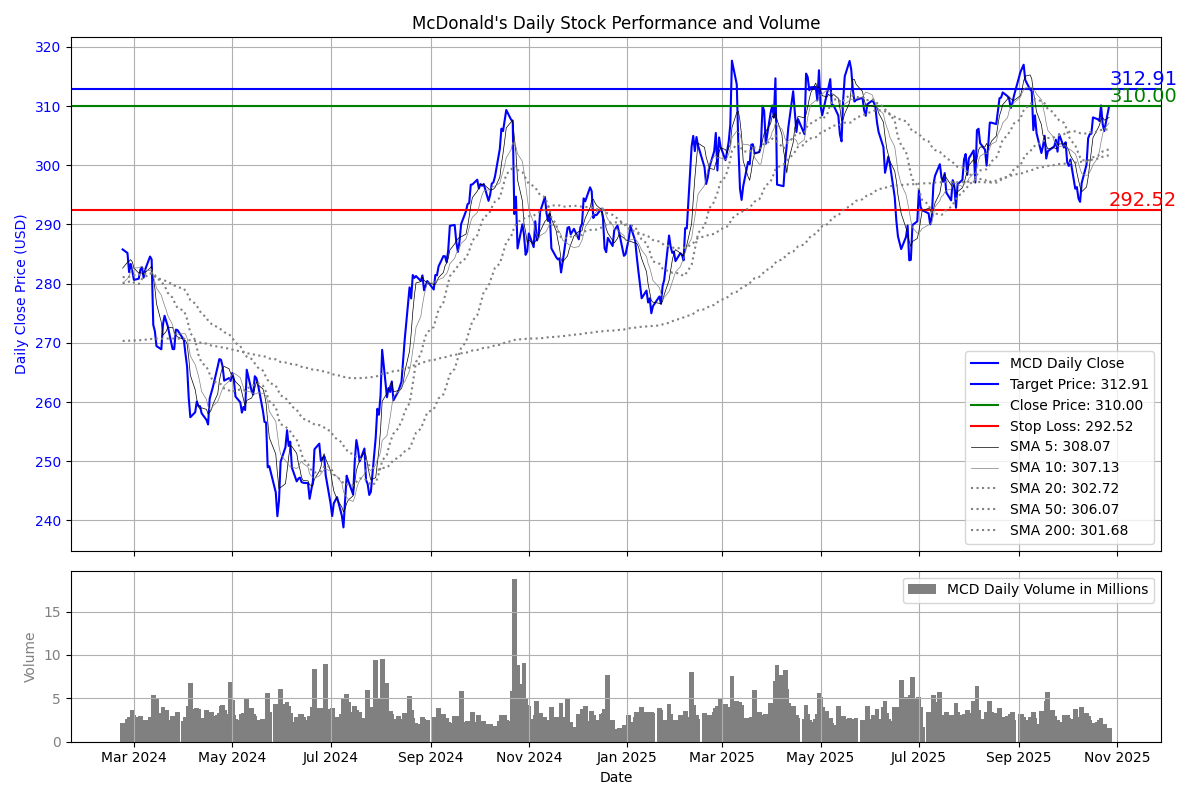 McDonald's Daily Stock Performance and Volume
Daily Close Price (USD)
320
310
300
290
280
270
260
250
240
312.91
310.00
292.52
MCD Daily Close
Target Price: 312.91
Close Price: 310.00
Stop Loss: 292.52
SMA 5: 308.07
SMA 10: 307.13
SMA 20: 302.72
SMA 50: 306.07
SMA 200: 301.68
Volume
15
10
5
0
MCD Daily Volume in Millions
Mar 2024 May 2024 Jul 2024 Sep 2024 Nov 2024 Jan 2025 Mar 2025 May 2025 Jul 2025 Sep 2025 Nov 2025
Date